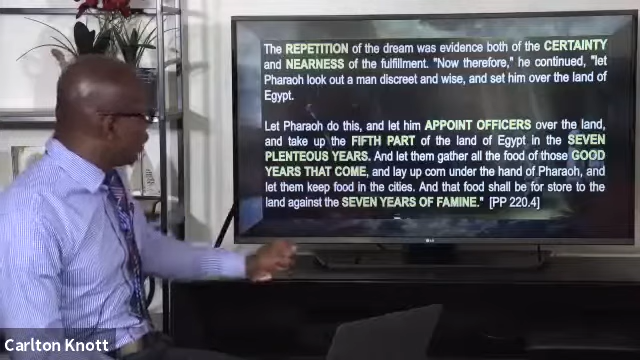 The REPETITION of the dream was evidence both of the CERTAINTY
and NEARNESS of the fulfillment. "Now therefore," he continued, "let
Pharaoh look out a man discreet and wise, and set him over the land of
Egypt.
Let Pharaoh do this, and let him APPOINT OFFICERS over the land,
and take up the FIFTH PART of the land of Egypt in the SEVEN
PLENTEOUS YEARS. And let them gather all the food of those GOOD
YEARS THAT COME, and lay up corn under the hand of Pharaoh, and
let them keep food in the cities. And that food shall be for store to the
land against the SEVEN YEARS OF FAMINE." [PP 220.4]
LG
Carlton Knott